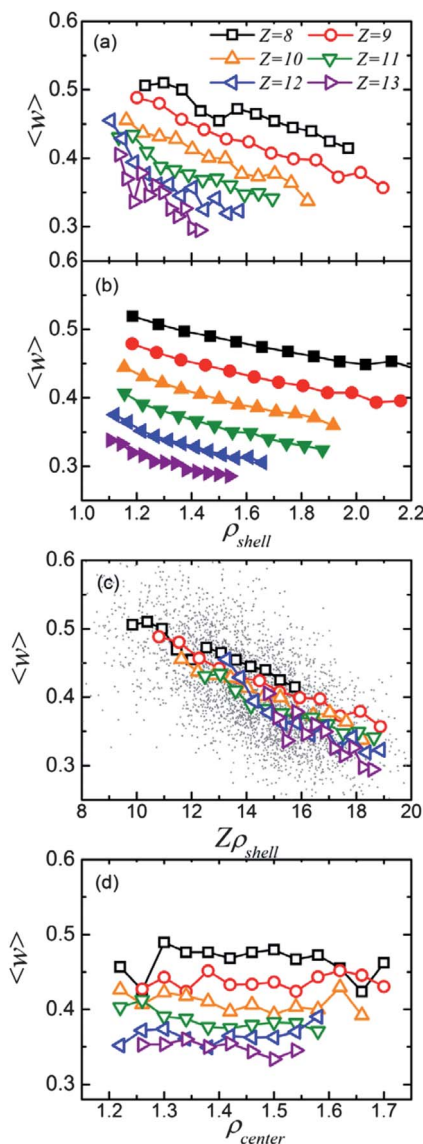 (a) Z=8 Z=9
Z=10 Z=11
Z=12 Z=13
0.6
0.5
0.4
0.3
<w>
(b)
0.6
0.5
0.4
0.3
<w>
1.0 1.2 1.4 1.6 1.8 2.0 2.2
ρshell
(c)
0.6
0.5
0.4
0.3
<w>
8 10 12 14 16 18 20
Zρshell
(d)
0.6
0.5
0.4
0.3
<w>
1.2 1.3 1.4 1.5 1.6 1.7
ρcenter